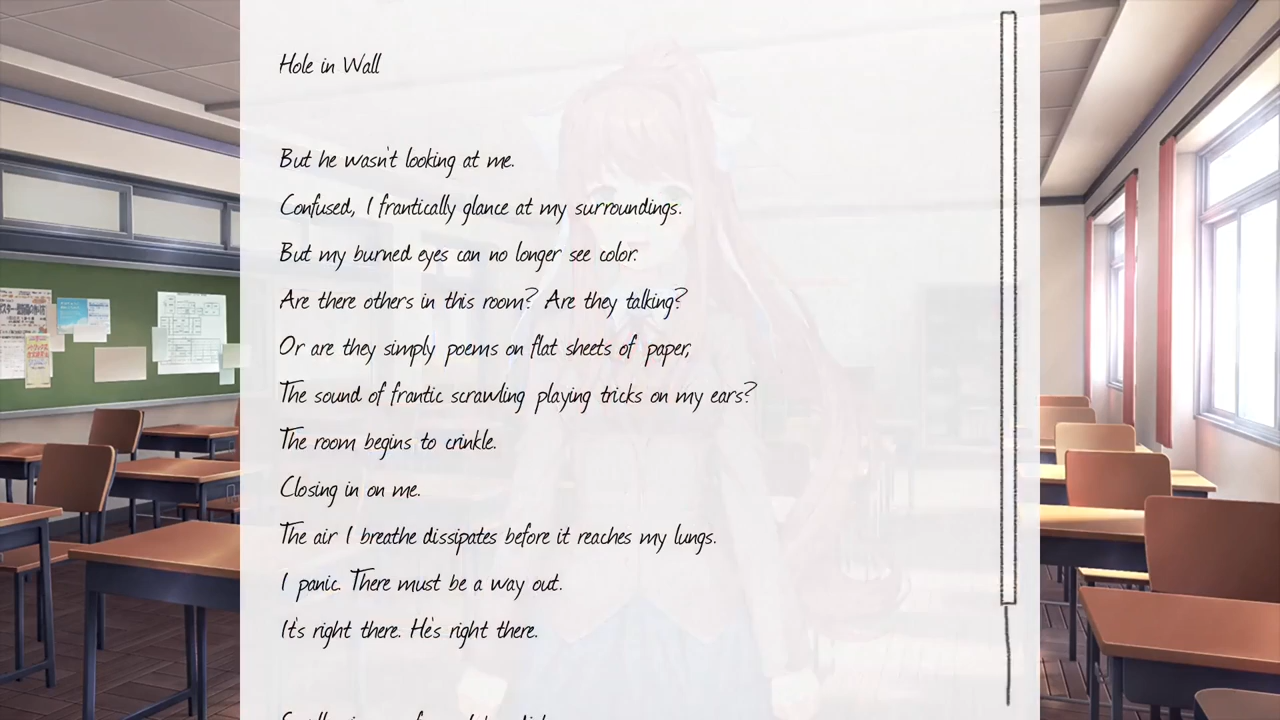 Hole in Wall
But he wasn't looking at me.
Confused, I frantically glance at my surroundings.
But my burned eyes can no longer see color.
Are there others in this room? Are they talking?
Or are they simply poems on flat sheets of paper,
The sound of frantic scrawling playing tricks on my ears?
The room begins to crinkle.
Closing in on me.
The air I breathe dissipates before it reaches my lungs.
I panic. There must be a way out.
It's right there. He's right there.